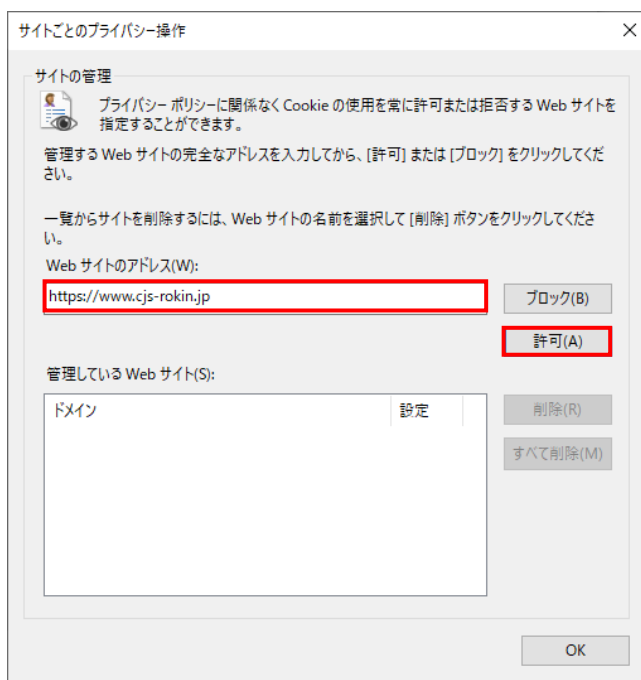 サイトごとのプライバシー操作
サイトの管理
プライバシー ポリシーに関係なく Cookie の使用を常に許可または拒否する Web サイトを
指定することができます。
管理する Web サイトの完全なアドレスを入力してから、[許可] または [ブロック] をクリックしてくだ
さい。
一覧からサイトを削除するには、Web サイトの名前を選択して [削除] ボタンをクリックしてくださ
い。
Web サイトのアドレス(W):
https://www.cjs-rokin.jp
ブロック(B)
許可(A)
管理している Web サイト(S):
ドメイン 設定
削除(R)
すべて削除(M)
OK